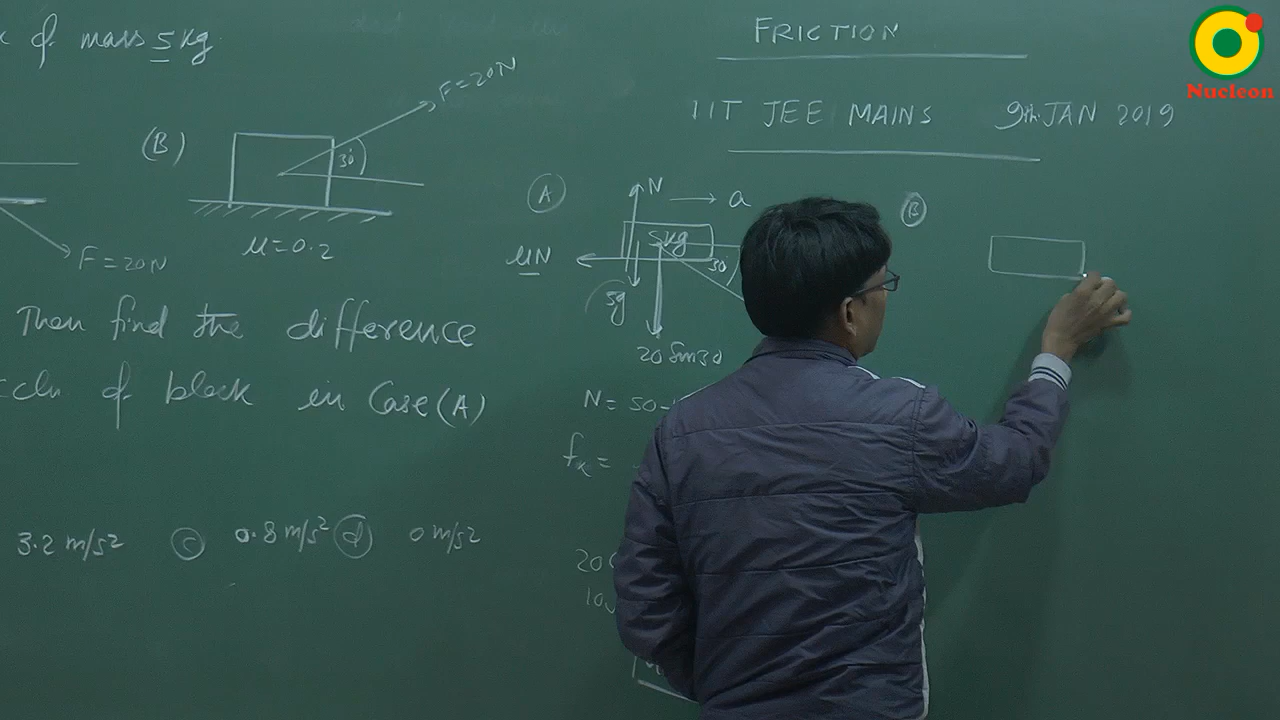 of mass 5 kg
(B)
F=20N
30°
μ=0.2
F=20N
Then find the difference
of block in Case(A)
3.2 m/s²
(c) 0.8 m/s² (d) 0 m/s²
FRICTION
IIT JEE MAINS 9th JAN 2019
Nucleon
(A)
N
a
5kg
μN
30°
5g
20 Sin30
N = 50
fk =
(B)